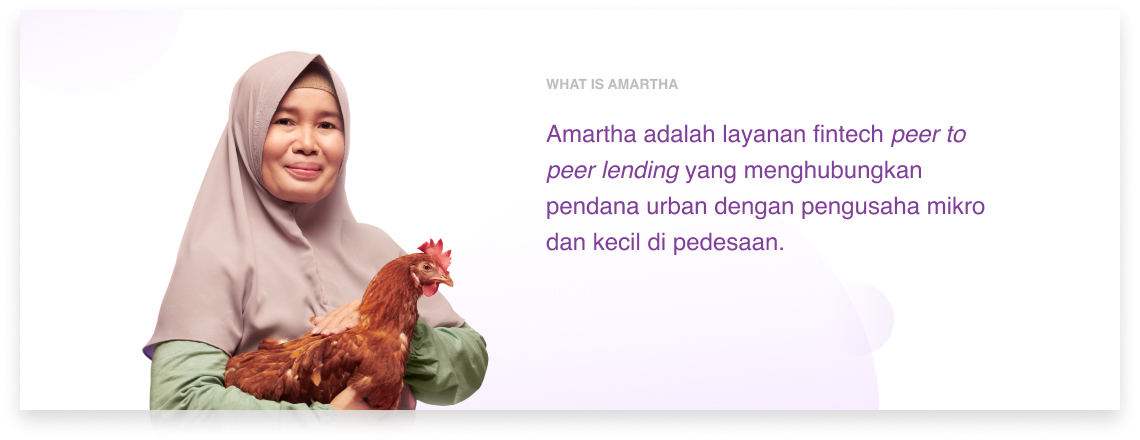 WHAT IS AMARTHA
Amartha adalah layanan fintech peer to
peer lending yang menghubungkan
pendana urban dengan pengusaha mikro
dan kecil di pedesaan.